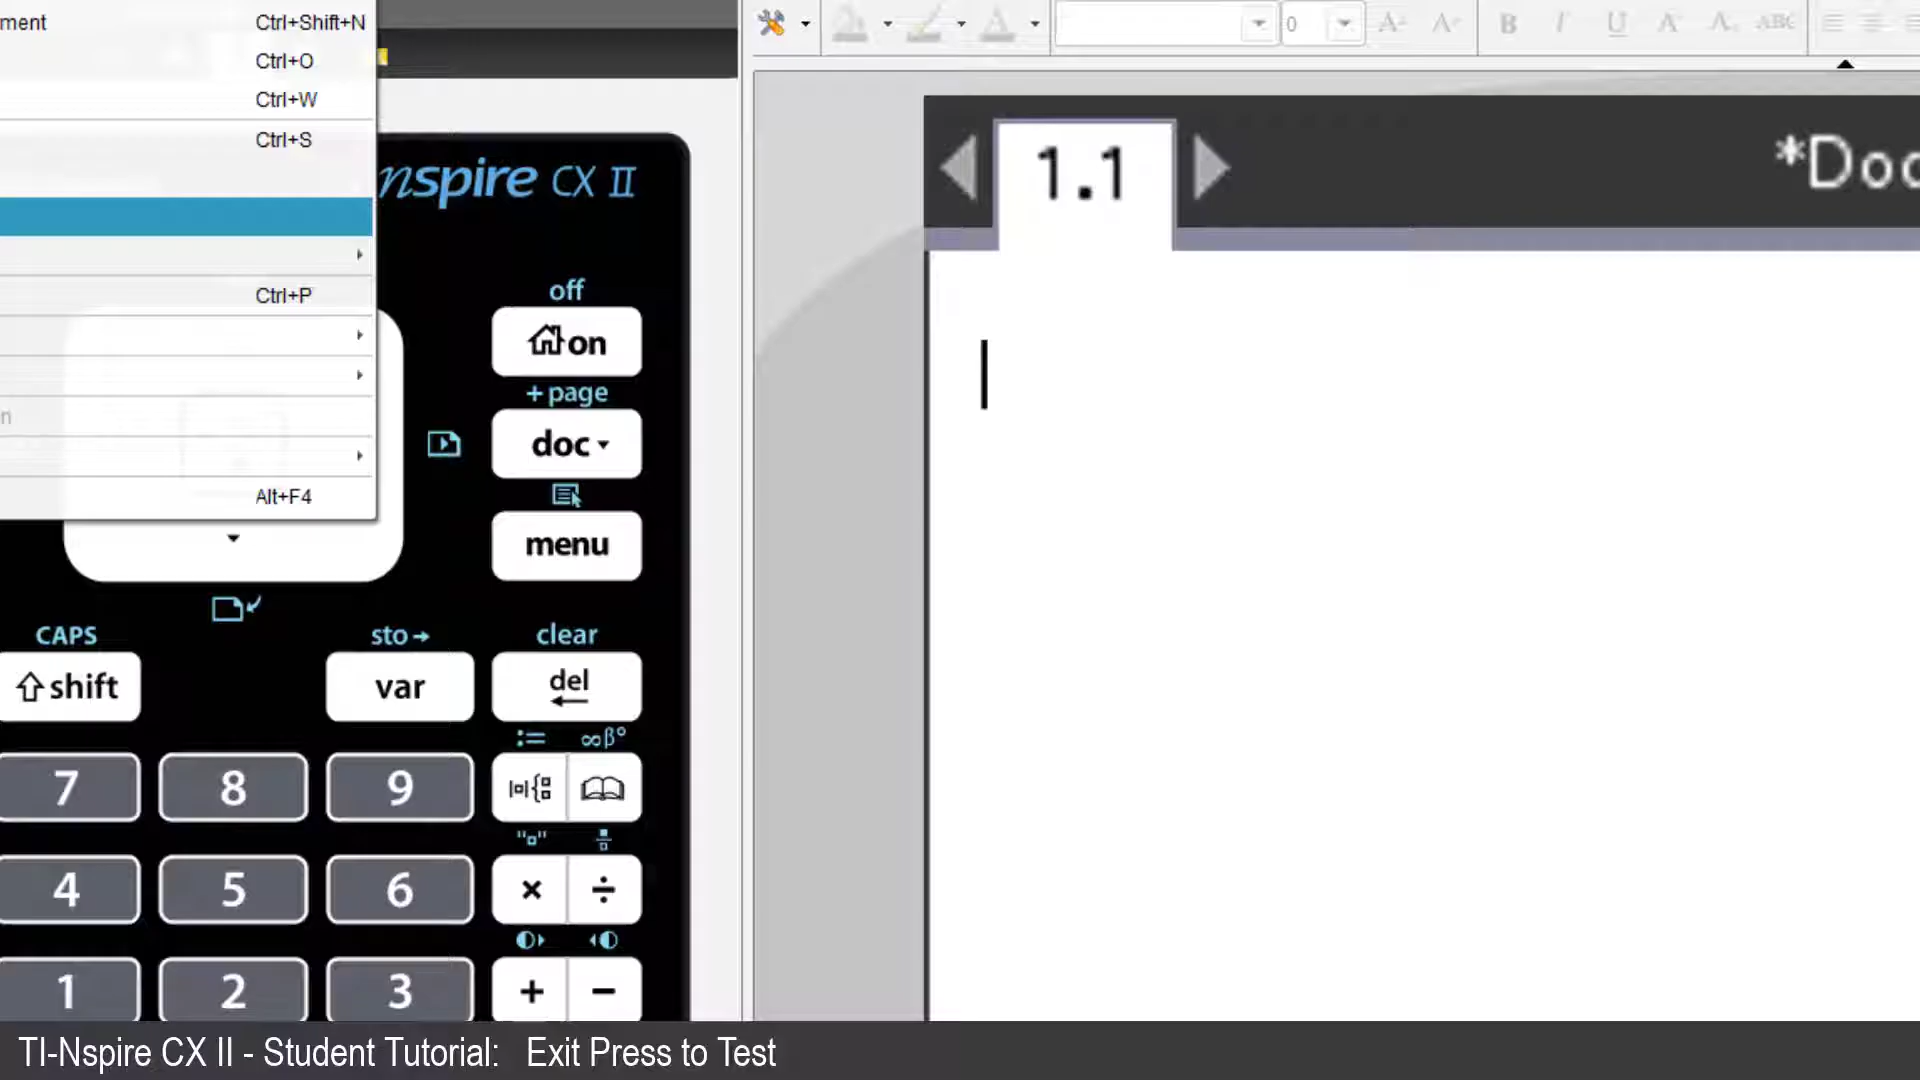 ment Ctrl+Shift+N
Ctrl+O
Ctrl+W
Ctrl+S
Ctrl+P
n
Alt+F4
0
B I U A A ABC
nspire CX II
1.1
*Doc
off
on
+ page
doc
menu
CAPS
sto
clear
shift
var
del
:= ∞β°
7 8 9
4 5 6 × ÷
1 2 3 + −
TI-Nspire CX II - Student Tutorial: Exit Press to Test